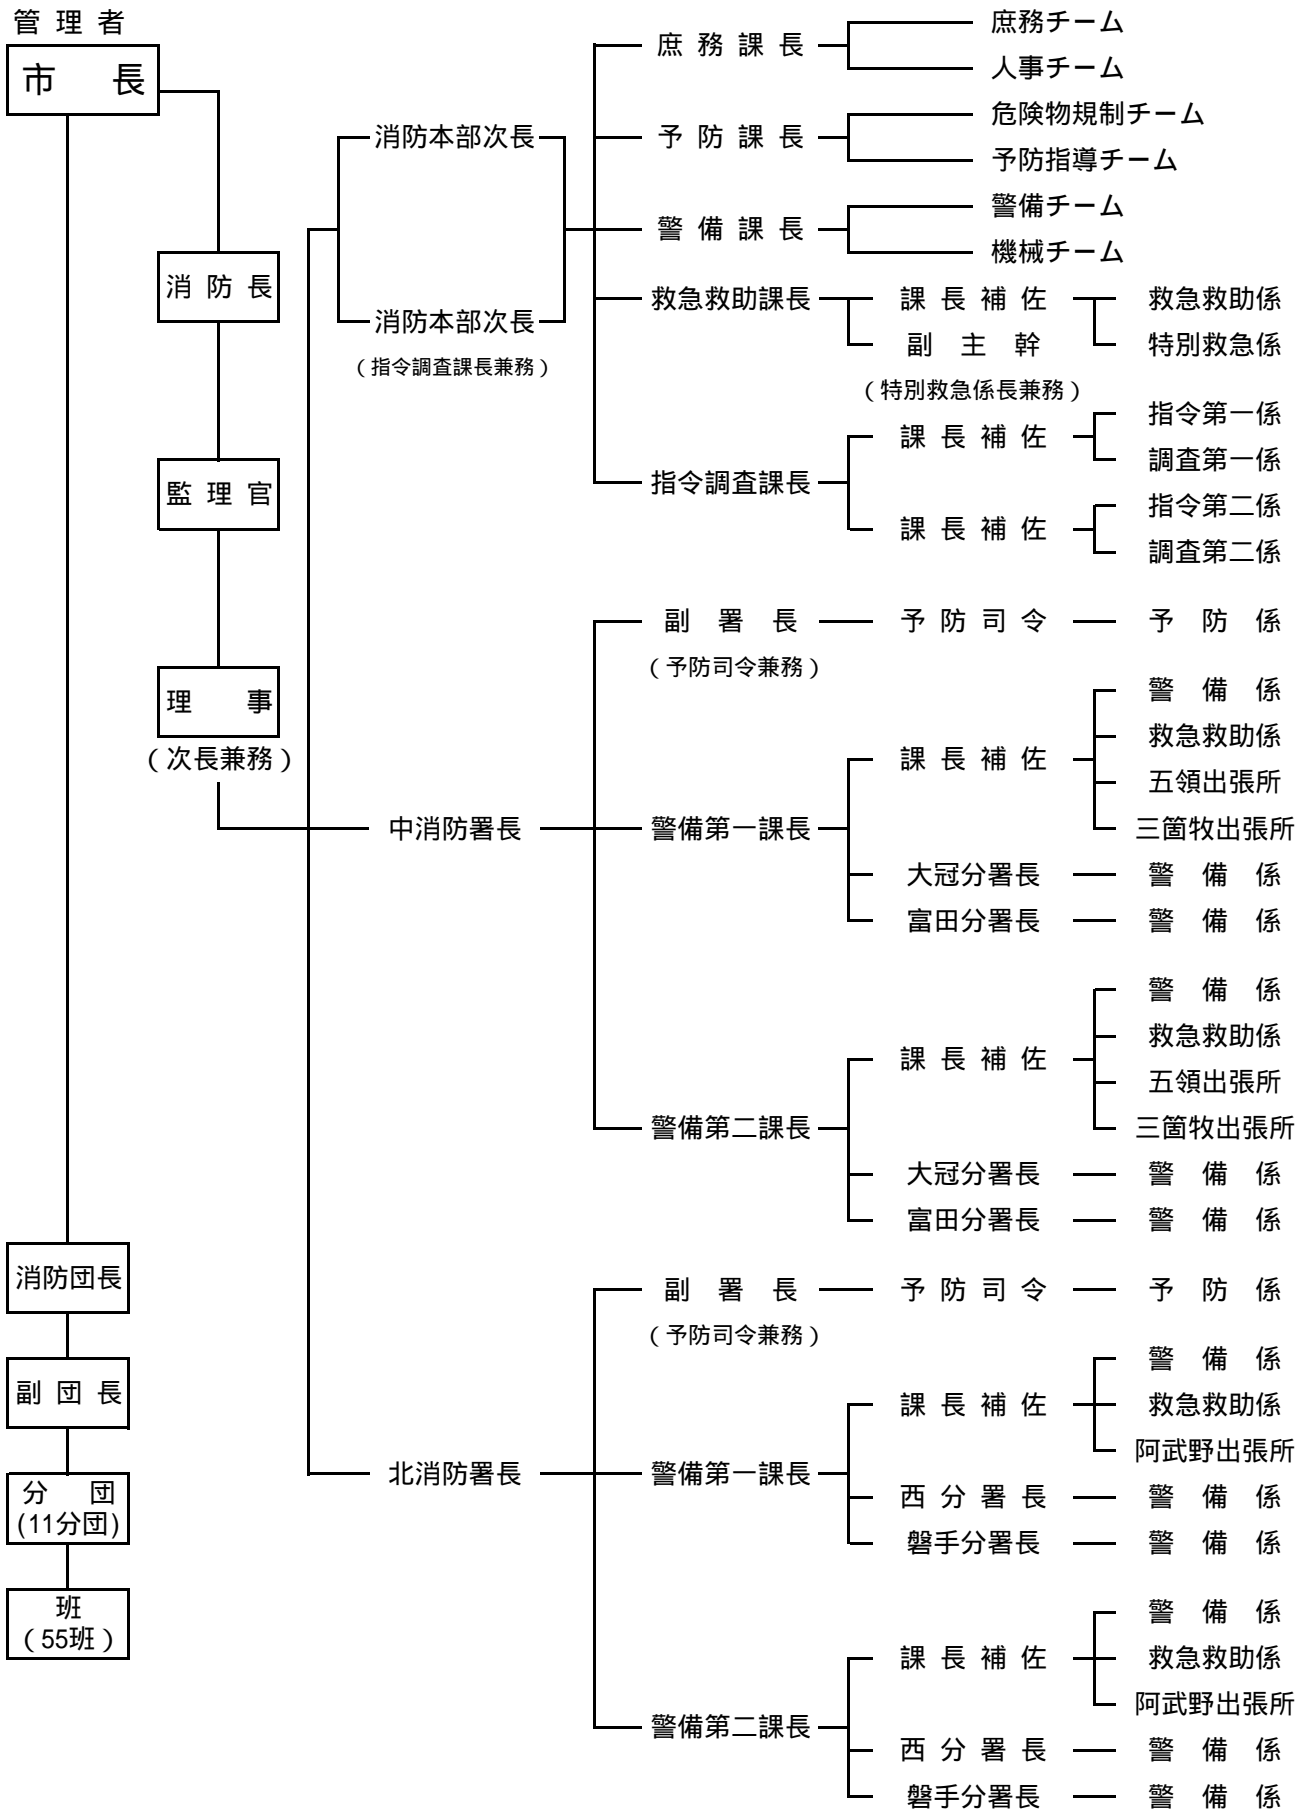 管理者
市長
消防長
監理官
理事
(次長兼務)
消防団長
副団長
分団
(11分団)
班
(55班)
消防本部次長
消防本部次長
(指令調査課長兼務)
庶務課長
庶務チーム
人事チーム
予防課長
危険物規制チーム
予防指導チーム
警備課長
警備チーム
機械チーム
救急救助課長
課長補佐
救急救助係
副主幹
特別救急係
(特別救急係長兼務)
指令調査課長
課長補佐
指令第一係
調査第一係
課長補佐
指令第二係
調査第二係
中消防署長
副署長
予防司令
予防係
(予防司令兼務)
警備第一課長
課長補佐
警備係
救急救助係
五領出張所
三箇牧出張所
大冠分署長
警備係
富田分署長
警備係
警備第二課長
課長補佐
警備係
救急救助係
五領出張所
三箇牧出張所
大冠分署長
警備係
富田分署長
警備係
北消防署長
副署長
予防司令
予防係
(予防司令兼務)
警備第一課長
課長補佐
警備係
救急救助係
阿武野出張所
西分署長
警備係
磐手分署長
警備係
警備第二課長
課長補佐
警備係
救急救助係
阿武野出張所
西分署長
警備係
磐手分署長
警備係